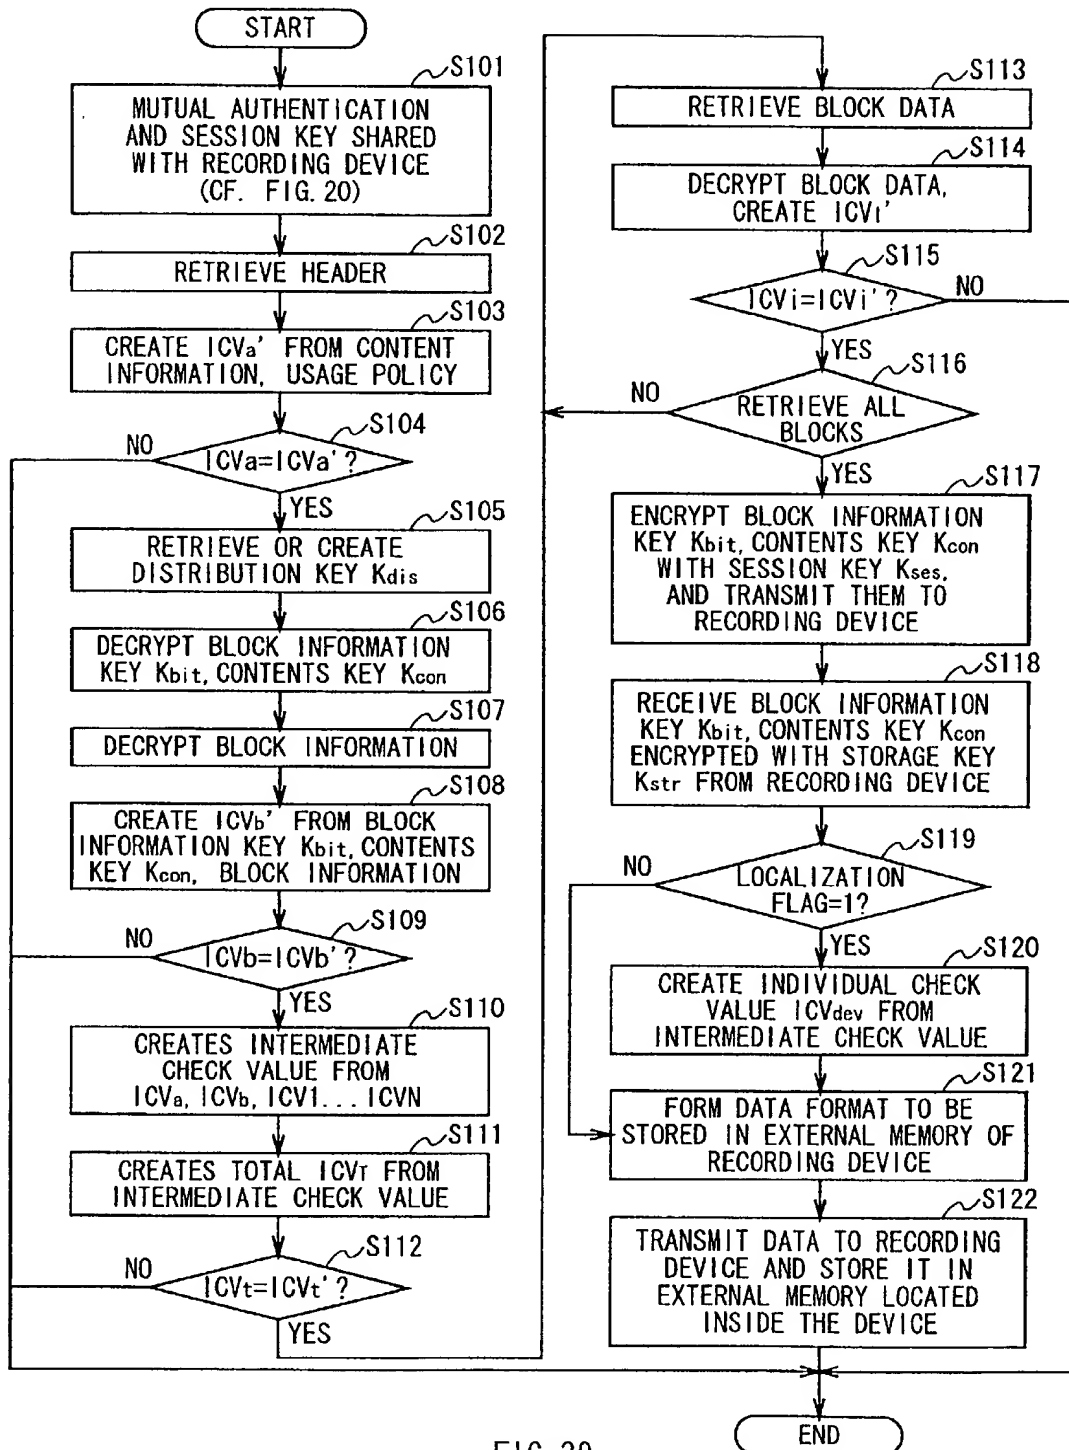 START
S101
MUTUAL AUTHENTICATION
AND SESSION KEY SHARED
WITH RECORDING DEVICE
(CF. FIG. 20)
S102
RETRIEVE HEADER
S103
CREATE ICVa' FROM CONTENT
INFORMATION, USAGE POLICY
S104
NO
ICVa=ICVa'?
YES
S105
RETRIEVE OR CREATE
DISTRIBUTION KEY Kdis
S106
DECRYPT BLOCK INFORMATION
KEY Kbit, CONTENTS KEY Kcon
S107
DECRYPT BLOCK INFORMATION
S108
CREATE ICVb' FROM BLOCK
INFORMATION KEY Kbit, CONTENTS
KEY Kcon, BLOCK INFORMATION
S109
NO
ICVb=ICVb'?
YES
S110
CREATES INTERMEDIATE
CHECK VALUE FROM
ICVa, ICVb, ICV1...ICVN
S111
CREATES TOTAL ICVT FROM
INTERMEDIATE CHECK VALUE
S112
NO
ICVt=ICVt'?
YES
S113
RETRIEVE BLOCK DATA
S114
DECRYPT BLOCK DATA,
CREATE ICVi'
S115
ICVi=ICVi'?
NO
YES
S116
NO
RETRIEVE ALL
BLOCKS
YES
S117
ENCRYPT BLOCK INFORMATION
KEY Kbit, CONTENTS KEY Kcon
WITH SESSION KEY Kses,
AND TRANSMIT THEM TO
RECORDING DEVICE
S118
RECEIVE BLOCK INFORMATION
KEY Kbit, CONTENTS KEY Kcon
ENCRYPTED WITH STORAGE KEY
Kstr FROM RECORDING DEVICE
S119
NO
LOCALIZATION
FLAG=1?
YES
S120
CREATE INDIVIDUAL CHECK
VALUE ICVdev FROM
INTERMEDIATE CHECK VALUE
S121
FORM DATA FORMAT TO BE
STORED IN EXTERNAL MEMORY OF
RECORDING DEVICE
S122
TRANSMIT DATA TO RECORDING
DEVICE AND STORE IT IN
EXTERNAL MEMORY LOCATED
INSIDE THE DEVICE
END